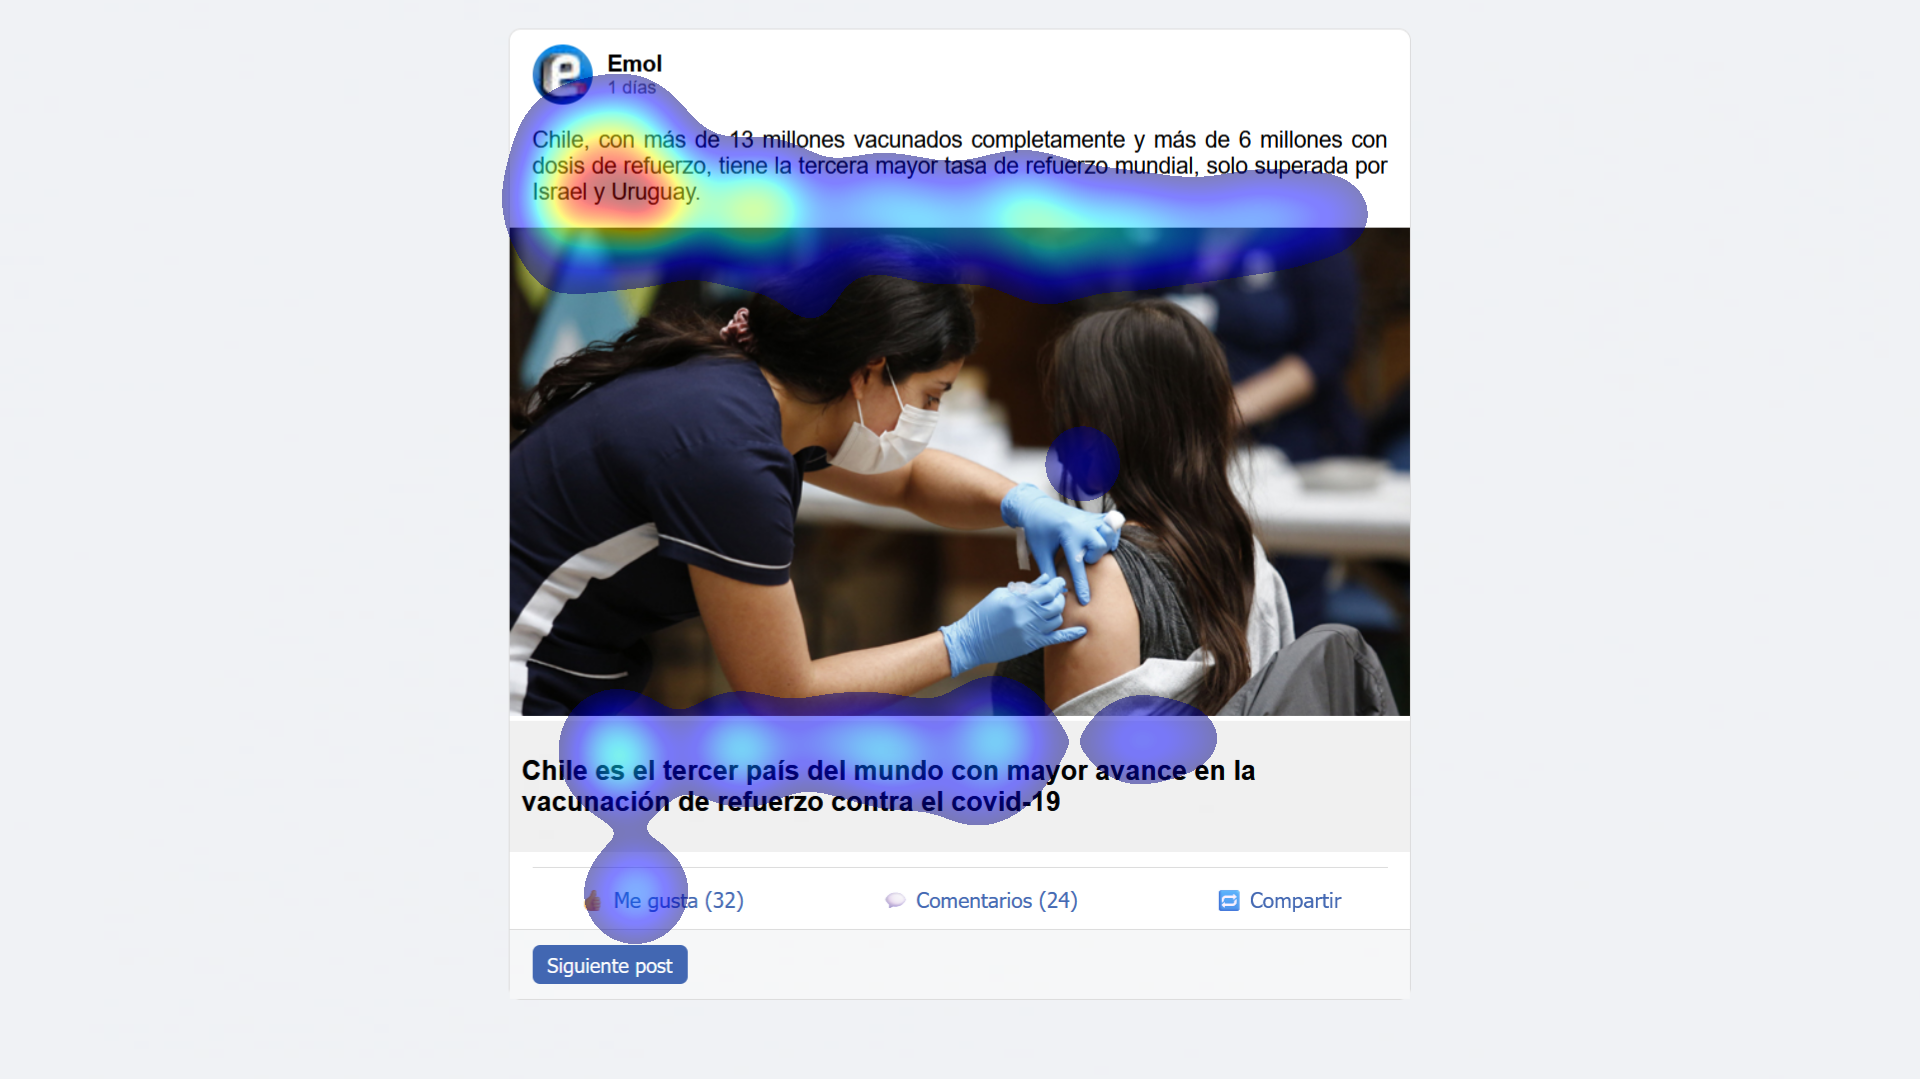 Emol
1 días
Chile, con más de 13 millones vacunados completamente y más de 6 millones con
dosis de refuerzo, tiene la tercera mayor tasa de refuerzo mundial, solo superada por
Israel y Uruguay.
Chile es el tercer país del mundo con mayor avance en la
vacunación de refuerzo contra el covid-19
Me gusta (32)
Comentarios (24)
Compartir
Siguiente post